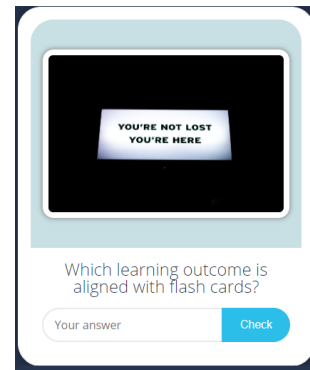 YOU'RE NOT LOST
YOU'RE HERE
Which learning outcome is
aligned with flash cards?
Your answer
Check